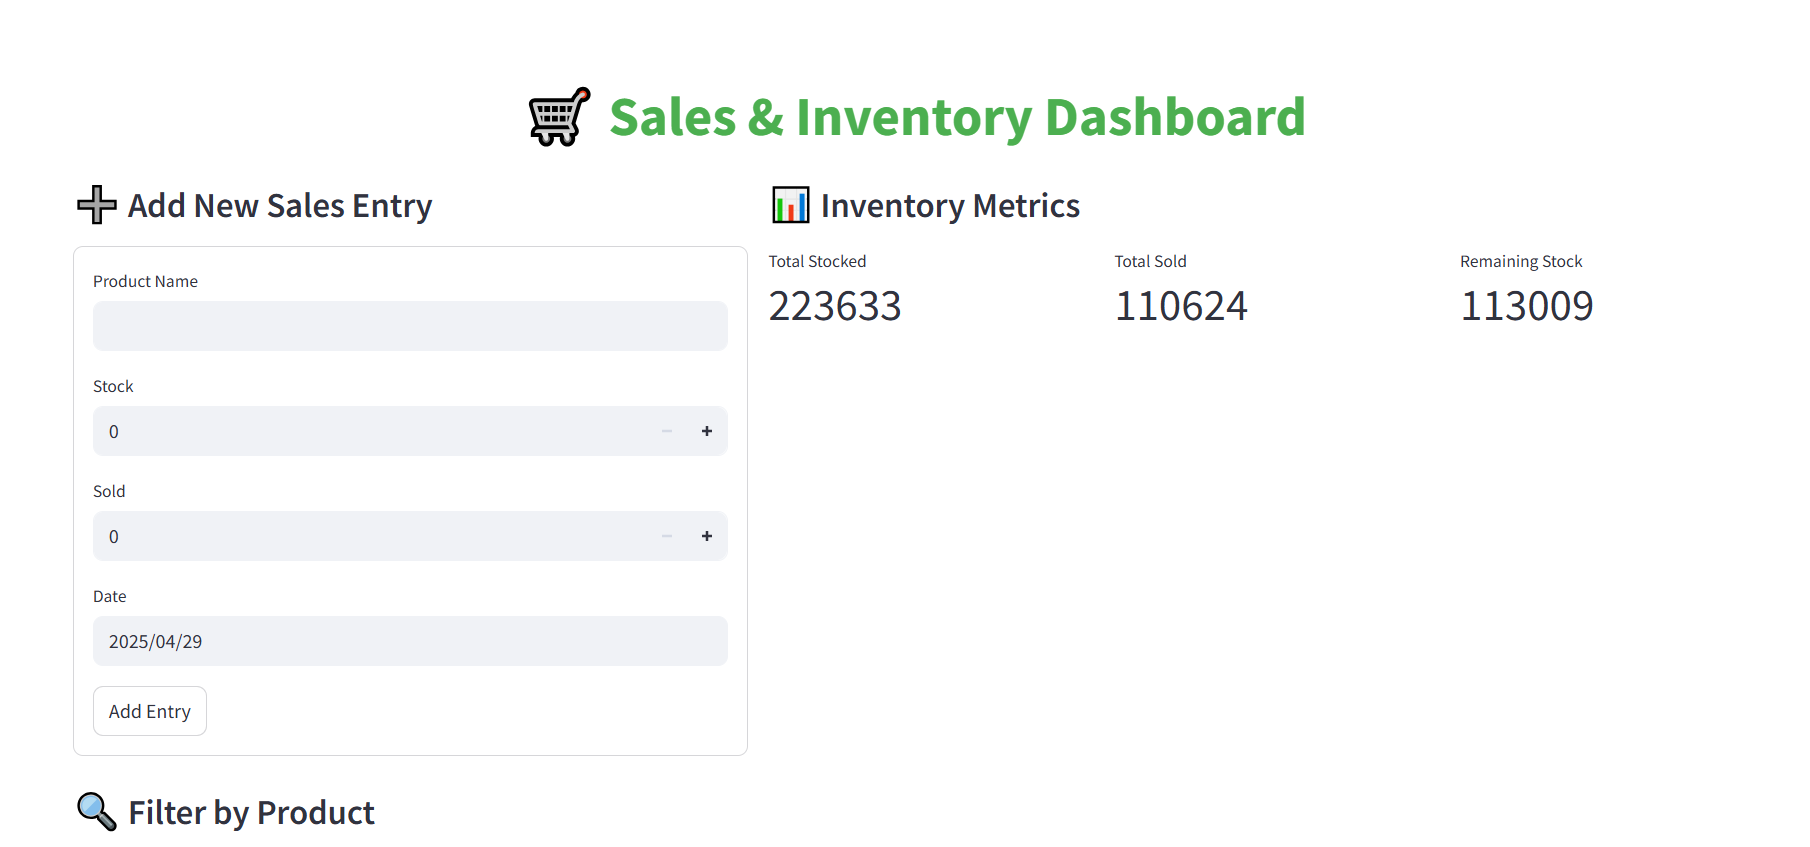 Sales & Inventory Dashboard
Add New Sales Entry
Product Name
Stock
0
Sold
0
Date
2025/04/29
Add Entry
Inventory Metrics
Total Stocked
223633
Total Sold
110624
Remaining Stock
113009
Filter by Product